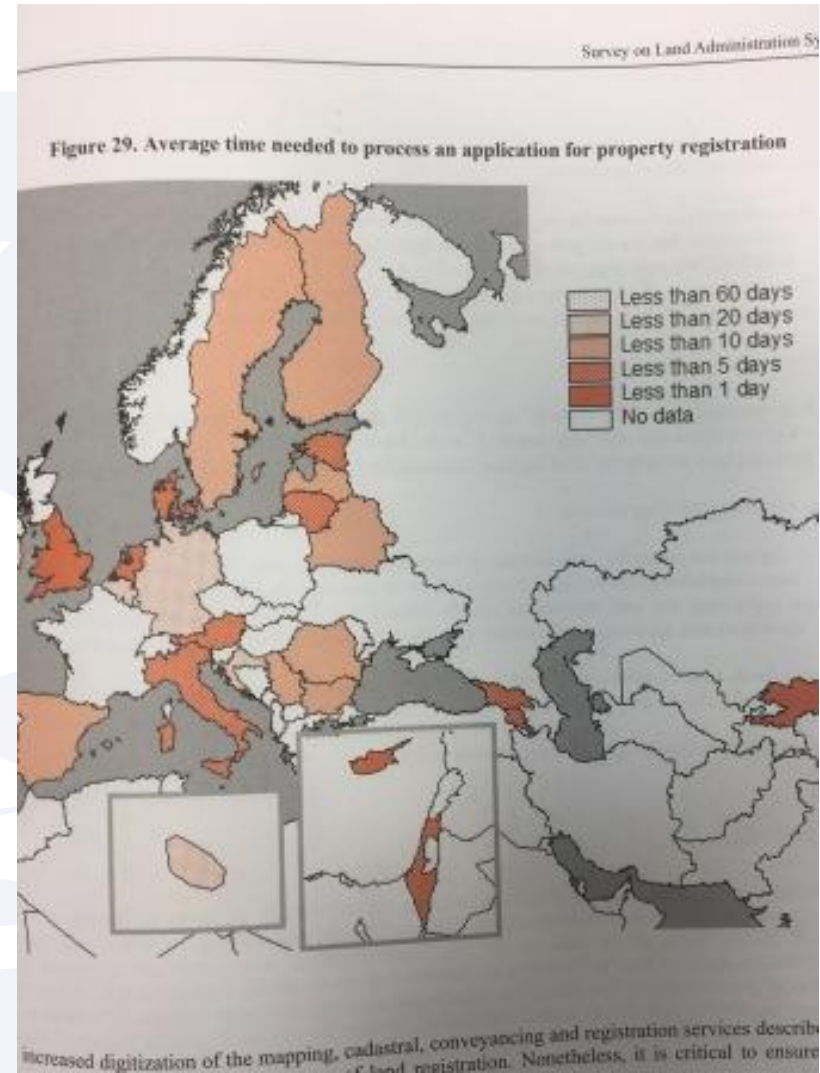 Survey on Land Administration Sy
Figure 29. Average time needed to process an application for property registration
Less than 60 days
Less than 20 days
Less than 10 days
Less than 5 days
Less than 1 day
No data
increased digitization of the mapping, cadastral, conveyancing and registration services describe
of land registration. Nonetheless, it is critical to ensure